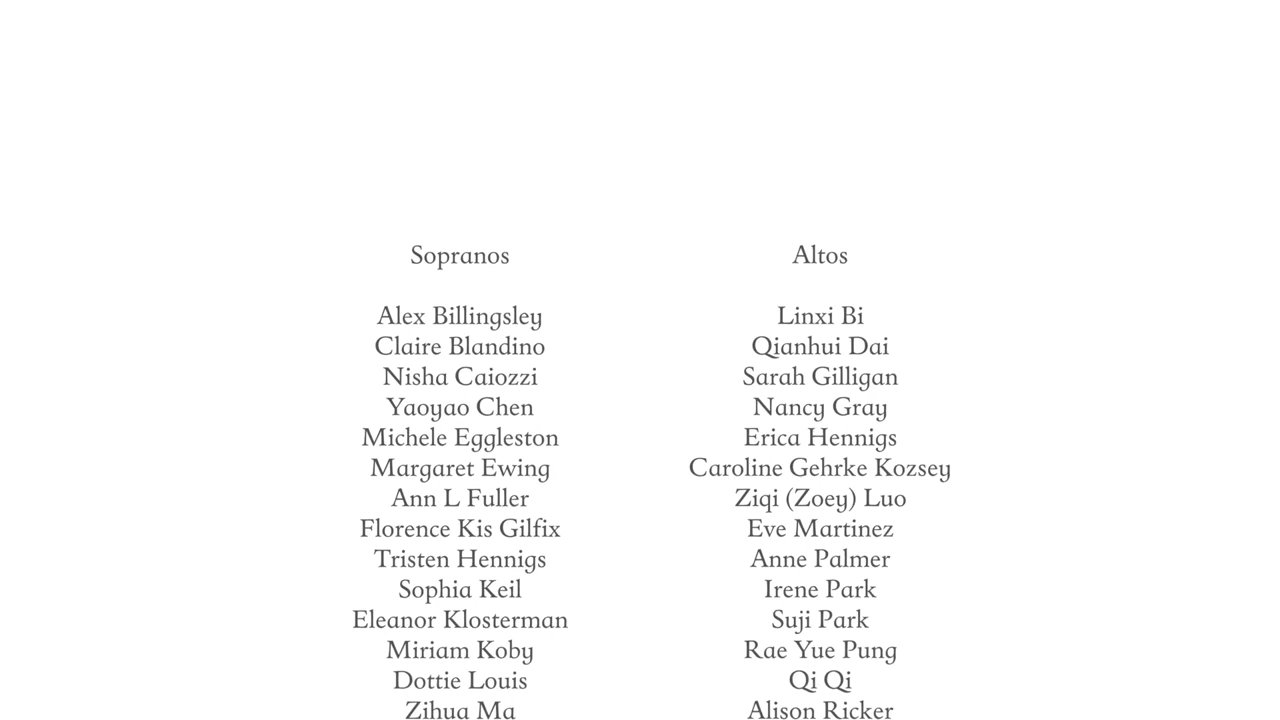 Sopranos
Alex Billingsley
Claire Blandino
Nisha Caiozzi
Yaoyao Chen
Michele Eggleston
Margaret Ewing
Ann L Fuller
Florence Kis Gilfix
Tristen Hennigs
Sophia Keil
Eleanor Klosterman
Miriam Koby
Dottie Louis
Zihua Ma
Altos
Linxi Bi
Qianhui Dai
Sarah Gilligan
Nancy Gray
Erica Hennigs
Caroline Gehrke Kozsey
Ziqi (Zoey) Luo
Eve Martinez
Anne Palmer
Irene Park
Suji Park
Rae Yue Pung
Qi Qi
Alison Ricker